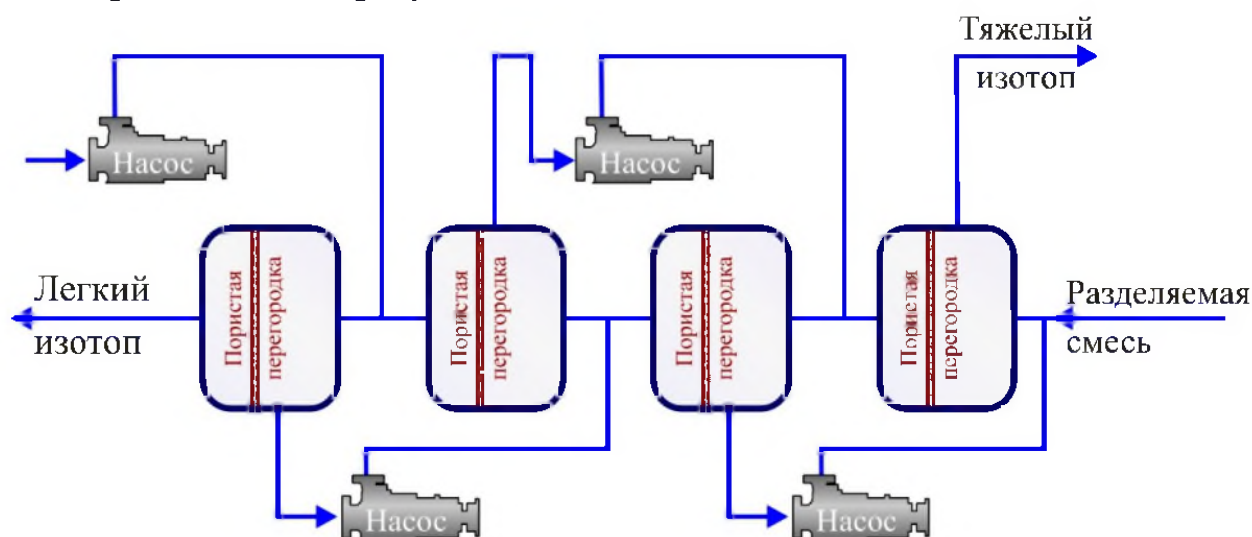 Тяжелый
изотоп
Насос
Насос
Легкий
изотоп
Пористая
перегородка
Пористая
перегородка
Пористая
перегородка
Пористая
перегородка
Разделяемая
смесь
Насос
Насос